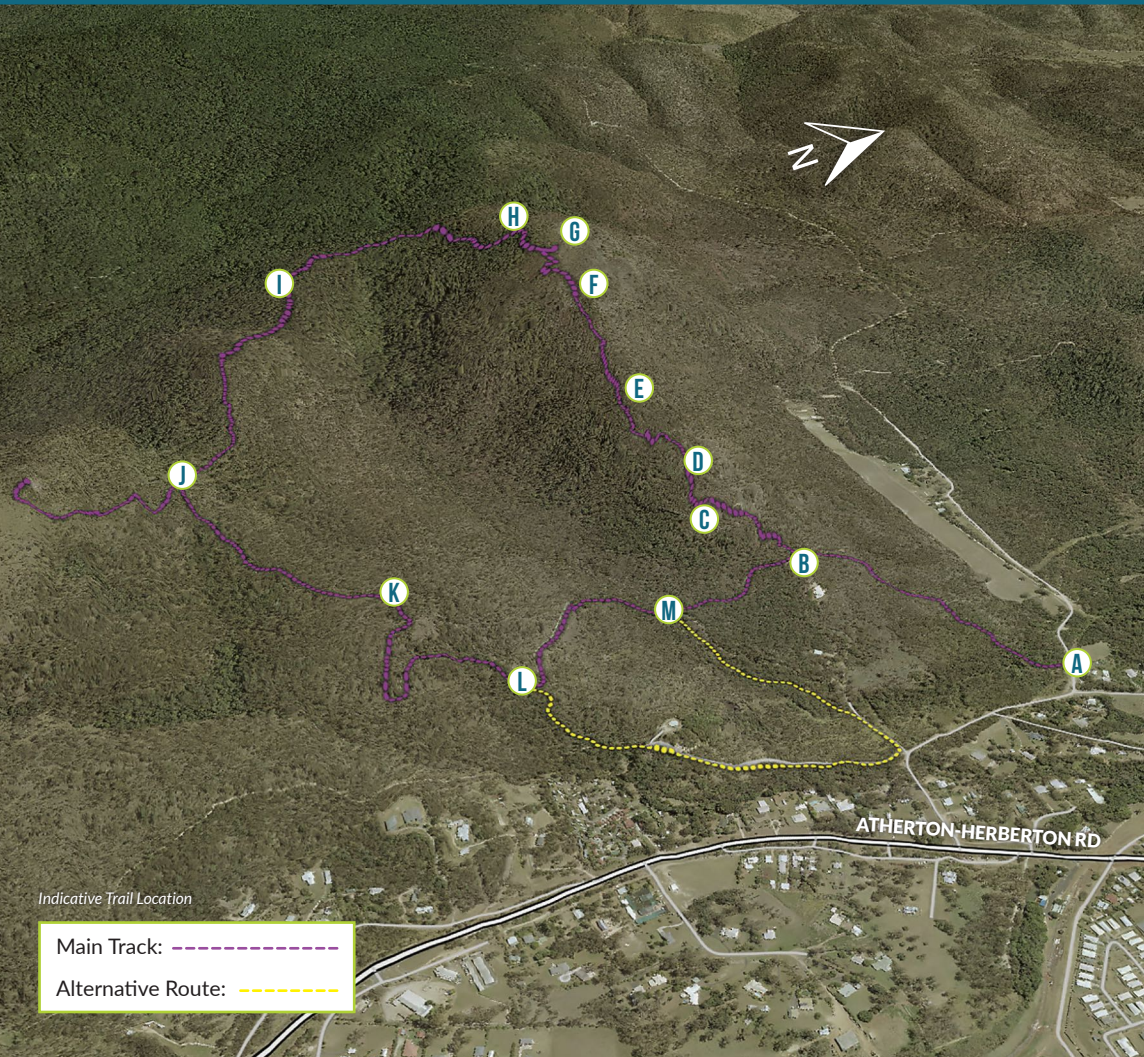 N
H
G
I
F
E
D
J
C
B
K
M
A
L
ATHERTON-HERBERTON RD
Indicative Trail Location
Main Track:
Alternative Route: